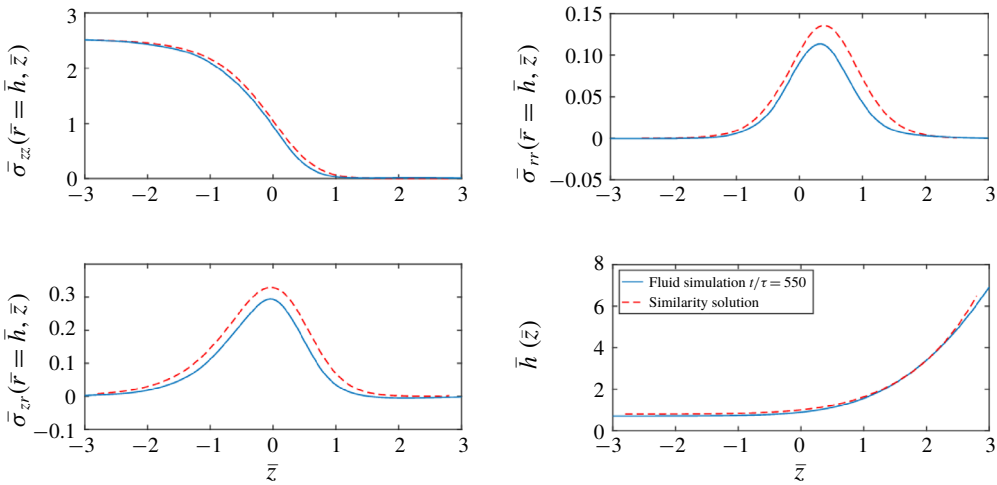 3
2
1
0
−3 −2 −1 0 1 2 3
σ̄zz(r̄ = h̄, z̄)
0.15
0.10
0.05
0
−0.05
−3 −2 −1 0 1 2 3
σ̄rr(r̄ = h̄, z̄)
0.3
0.2
0.1
0
−0.1
−3 −2 −1 0 1 2 3
σ̄zr(r̄ = h̄, z̄)
z̄
8
6
4
2
0
−3 −2 −1 0 1 2 3
h̄ (z̄)
z̄
Fluid simulation t/τ = 550
Similarity solution